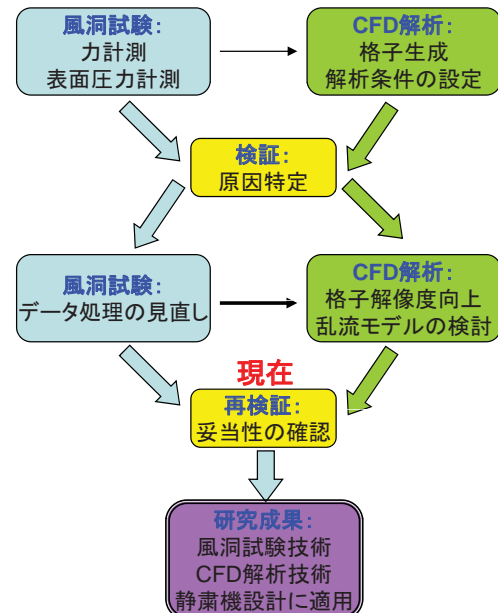 風洞試験:
力計測
表面圧力計測
CFD解析:
格子生成
解析条件の設定
検証:
原因特定
風洞試験:
データ処理の見直し
CFD解析:
格子解像度向上
乱流モデルの検討
現在
再検証:
妥当性の確認
研究成果:
風洞試験技術
CFD解析技術
静粛機設計に適用